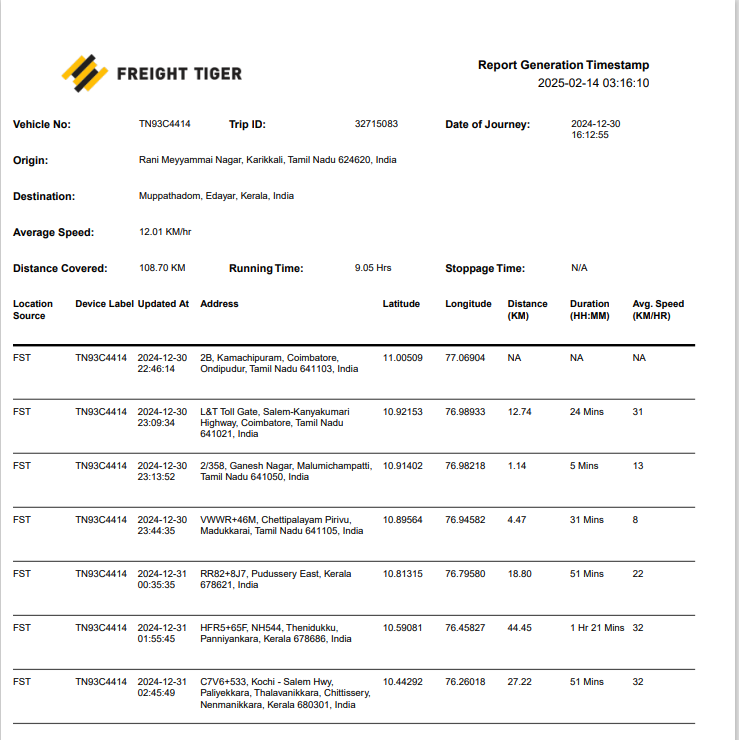 FREIGHT TIGER
Report Generation Timestamp
2025-02-14 03:16:10
Vehicle No: TN93C4414 Trip ID: 32715083 Date of Journey: 2024-12-30
16:12:55
Origin: Rani Meyyammai Nagar, Karikkali, Tamil Nadu 624620, India
Destination: Muppathadom, Edayar, Kerala, India
Average Speed: 12.01 KM/hr
Distance Covered: 108.70 KM Running Time: 9.05 Hrs Stoppage Time: N/A
Location Device Label Updated At Address Latitude Longitude Distance Duration Avg. Speed
Source (KM) (HH:MM) (KM/HR)
FST TN93C4414 2024-12-30 2B, Kamachipuram, Coimbatore, 11.00509 77.06904 NA NA NA
22:46:14 Ondipudur, Tamil Nadu 641103, India
FST TN93C4414 2024-12-30 L&T Toll Gate, Salem-Kanyakumari 10.92153 76.98933 12.74 24 Mins 31
23:09:34 Highway, Coimbatore, Tamil Nadu
641021, India
FST TN93C4414 2024-12-30 2/358, Ganesh Nagar, Malumichampatti, 10.91402 76.98218 1.14 5 Mins 13
23:13:52 Tamil Nadu 641050, India
FST TN93C4414 2024-12-30 VWWR+46M, Chettipalayam Pirivu, 10.89564 76.94582 4.47 31 Mins 8
23:44:35 Madukkarai, Tamil Nadu 641105, India
FST TN93C4414 2024-12-31 RR82+8J7, Pudussery East, Kerala 10.81315 76.79580 18.80 51 Mins 22
00:35:35 678621, India
FST TN93C4414 2024-12-31 HFR5+65F, NH544, Thenidukku, 10.59081 76.45827 44.45 1 Hr 21 Mins 32
01:55:45 Panniyankara, Kerala 678686, India
FST TN93C4414 2024-12-31 C7V6+533, Kochi - Salem Hwy, 10.44292 76.26018 27.22 51 Mins 32
02:45:49 Paliyekkara, Thalavanikkara, Chittissery,
Nenmanikkara, Kerala 680301, India